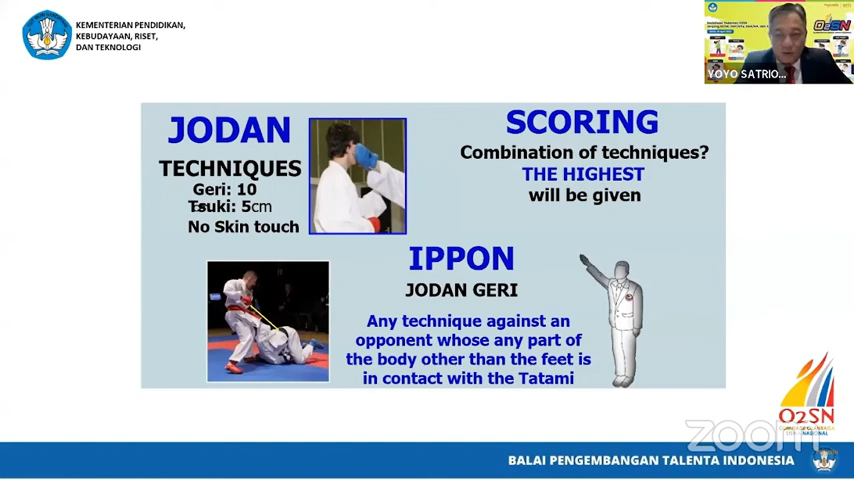 KEMENTERIAN PENDIDIKAN,
KEBUDAYAAN, RISET,
DAN TEKNOLOGI
O2SN
YOYO SATRIO...
JODAN
TECHNIQUES
Geri: 10
Tsuki: 5cm
No Skin touch
SCORING
Combination of techniques?
THE HIGHEST
will be given
IPPON
JODAN GERI
Any technique against an
opponent whose any part of
the body other than the feet is
in contact with the Tatami
O2SN
zoom
BALAI PENGEMBANGAN TALENTA INDONESIA